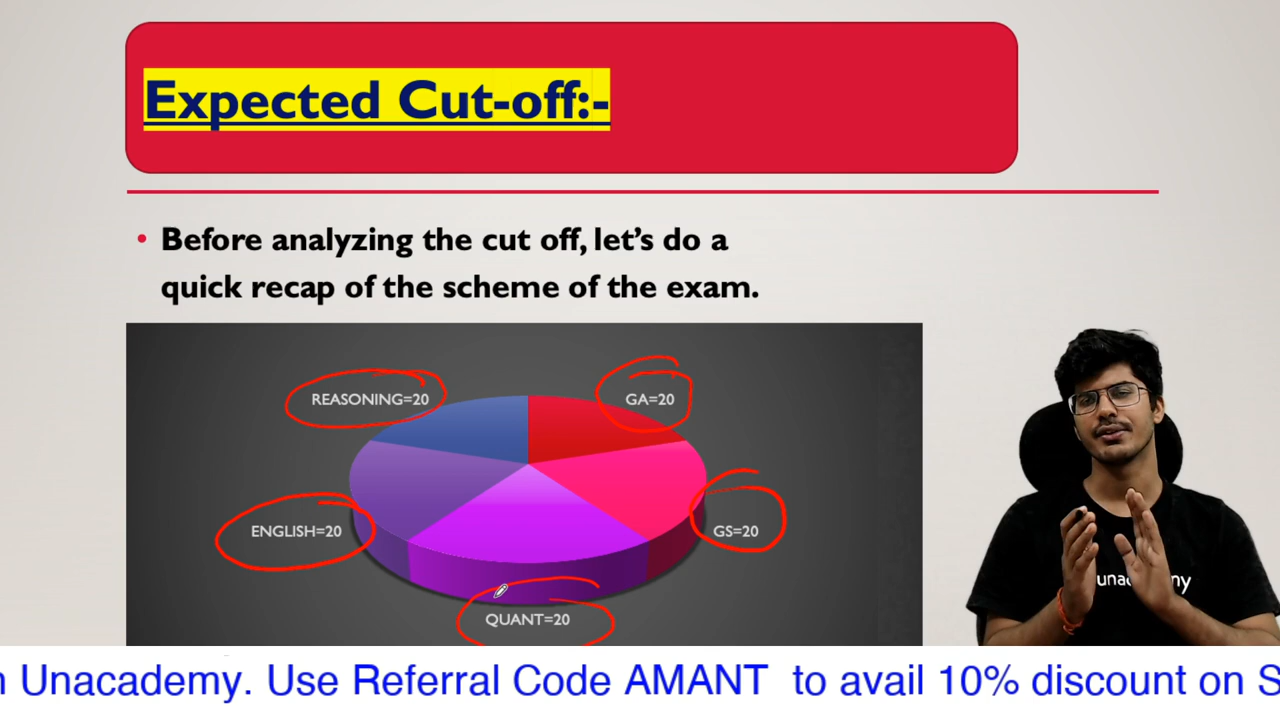 Expected Cut-off:-
• Before analyzing the cut off, let's do a
quick recap of the scheme of the exam.
REASONING=20
GA=20
ENGLISH=20
GS=20
QUANT=20
Unacademy. Use Referral Code AMANT to avail 10% discount on S